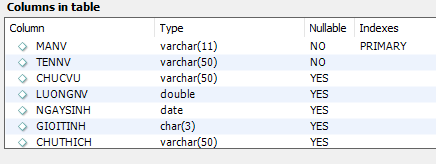 Columns in table
Column Type Nullable Indexes
MANV varchar(11) NO PRIMARY
TENNV varchar(50) NO
CHUCVU varchar(50) YES
LUONGNV double YES
NGAYSINH date YES
GIOITINH char(3) YES
CHUTHICH varchar(50) YES